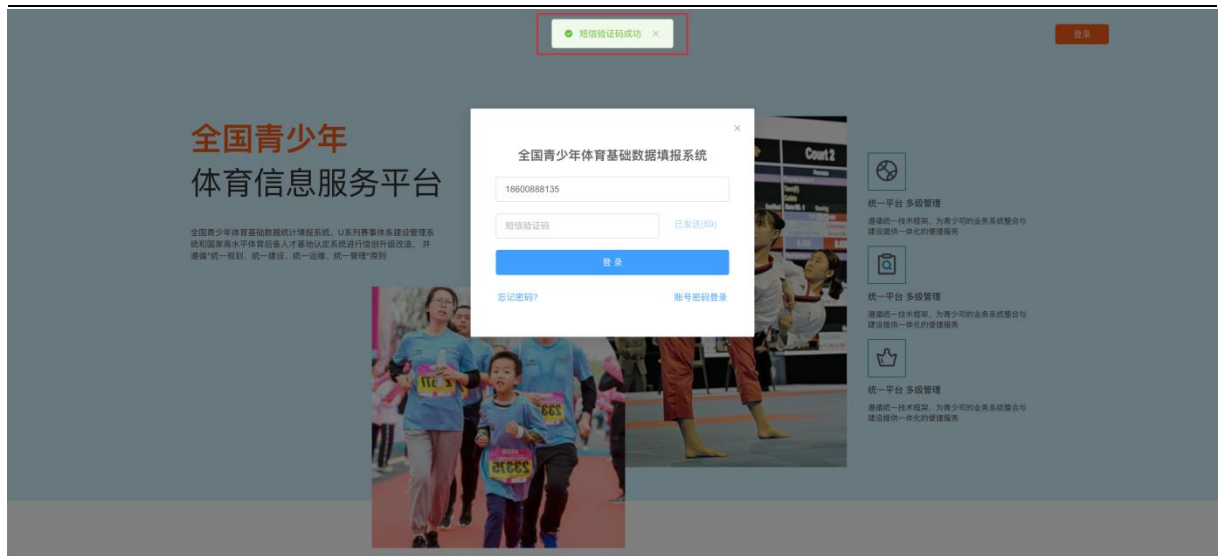 短信验证码成功
登录
全国青少年
体育信息服务平台
全国青少年体育基础数据统计填报系统、U系列赛事体系建设管理系
统和国家高水平体育后备人才基地认定系统进行信创升级改造，并
遵循"统一规划、统一建设、统一运维、统一管理"原则
全国青少年体育基础数据填报系统
18600888135
短信验证码
已发送(59)
登 录
忘记密码?
账号密码登录
Court 2
统一平台 多级管理
遵循统一技术框架，为青少司的业务系统整合与
建设提供一体化的便捷服务
统一平台 多级管理
遵循统一技术框架，为青少司的业务系统整合与
建设提供一体化的便捷服务
统一平台 多级管理
遵循统一技术框架，为青少司的业务系统整合与
建设提供一体化的便捷服务
23375